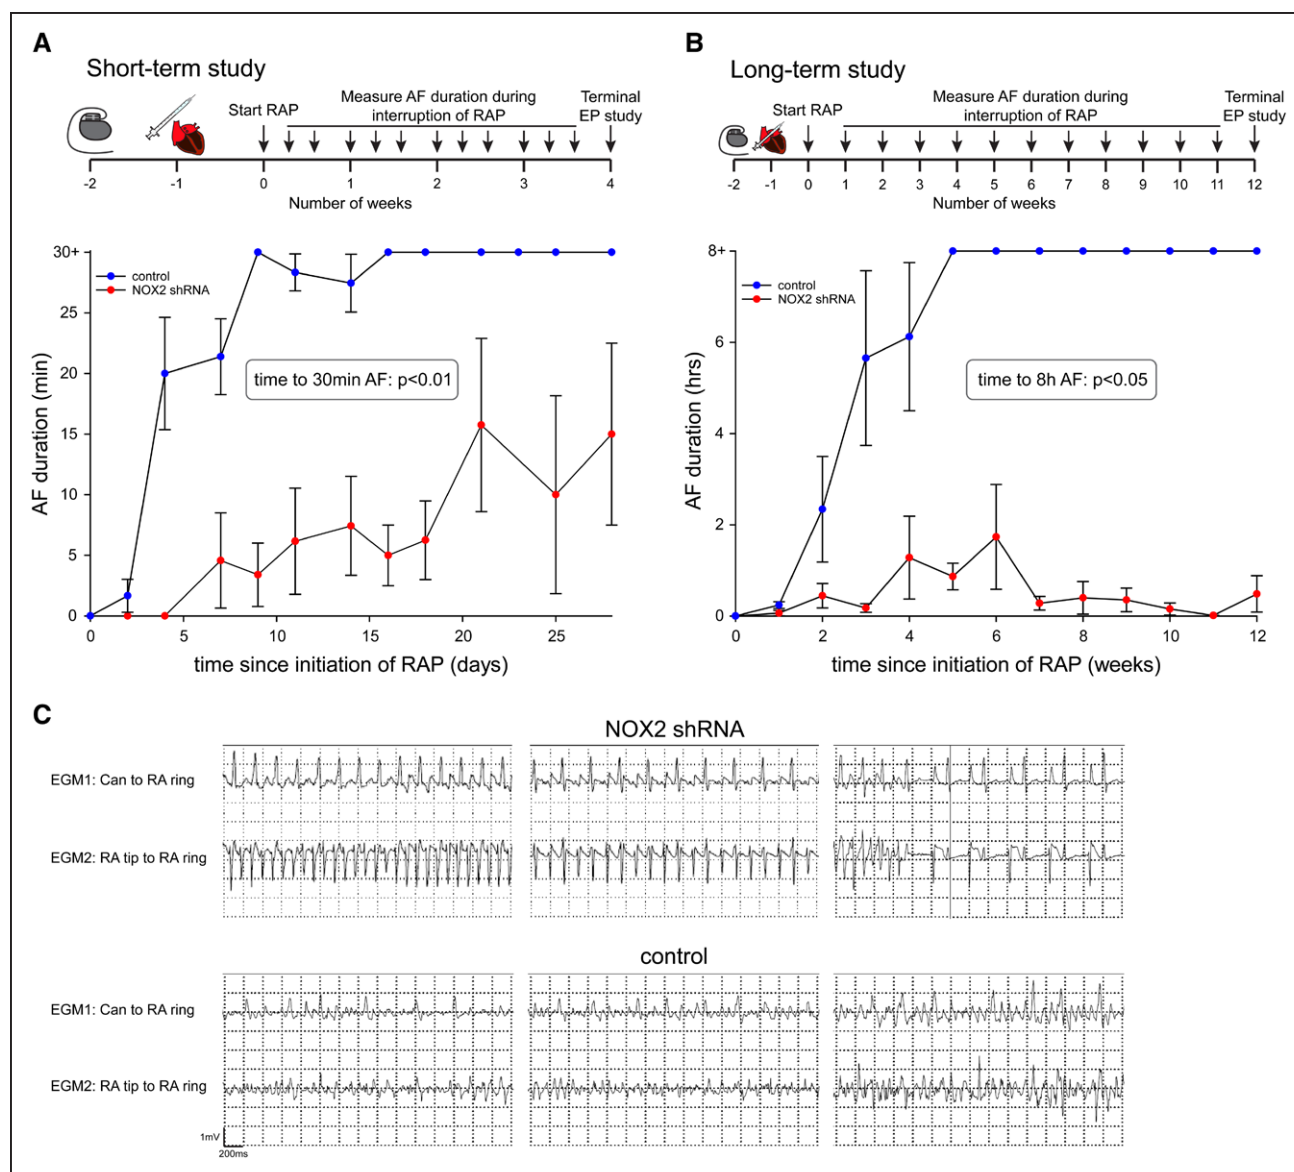 A
Short-term study
Start RAP
Measure AF duration during
interruption of RAP
Terminal
EP study
-2 -1 0 1 2 3 4
Number of weeks
30+
25
20
15
10
5
0
AF duration (min)
control
NOX2 shRNA
time to 30min AF: p<0.01
0 5 10 15 20 25
time since initiation of RAP (days)
B
Long-term study
Start RAP
Measure AF duration during
interruption of RAP
Terminal
EP study
-2 -1 0 1 2 3 4 5 6 7 8 9 10 11 12
Number of weeks
8+
6
4
2
0
AF duration (hrs)
control
NOX2 shRNA
time to 8h AF: p<0.05
0 2 4 6 8 10 12
time since initiation of RAP (weeks)
C
NOX2 shRNA
EGM1: Can to RA ring
EGM2: RA tip to RA ring
control
EGM1: Can to RA ring
EGM2: RA tip to RA ring
1mV
200ms